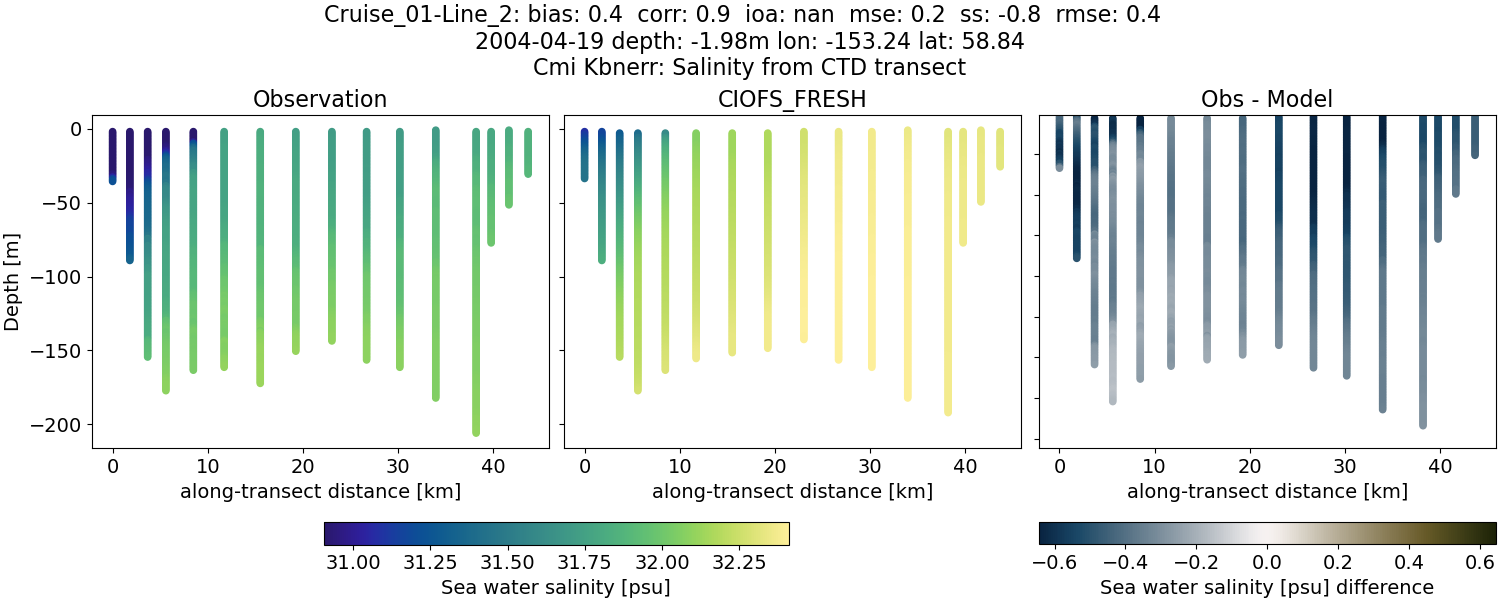 Cruise_01-Line_2: bias: 0.4  corr: 0.9  ioa: nan  mse: 0.2  ss: -0.8  rmse: 0.4
2004-04-19 depth: -1.98m lon: -153.24 lat: 58.84
Cmi Kbnerr: Salinity from CTD transect
Observation
CIOFS_FRESH
Obs - Model
Depth [m]
0
−50
−100
−150
−200
0 10 20 30 40
0 10 20 30 40
0 10 20 30 40
along-transect distance [km]
along-transect distance [km]
along-transect distance [km]
31.00 31.25 31.50 31.75 32.00 32.25
Sea water salinity [psu]
−0.6 −0.4 −0.2 0.0 0.2 0.4 0.6
Sea water salinity [psu] difference